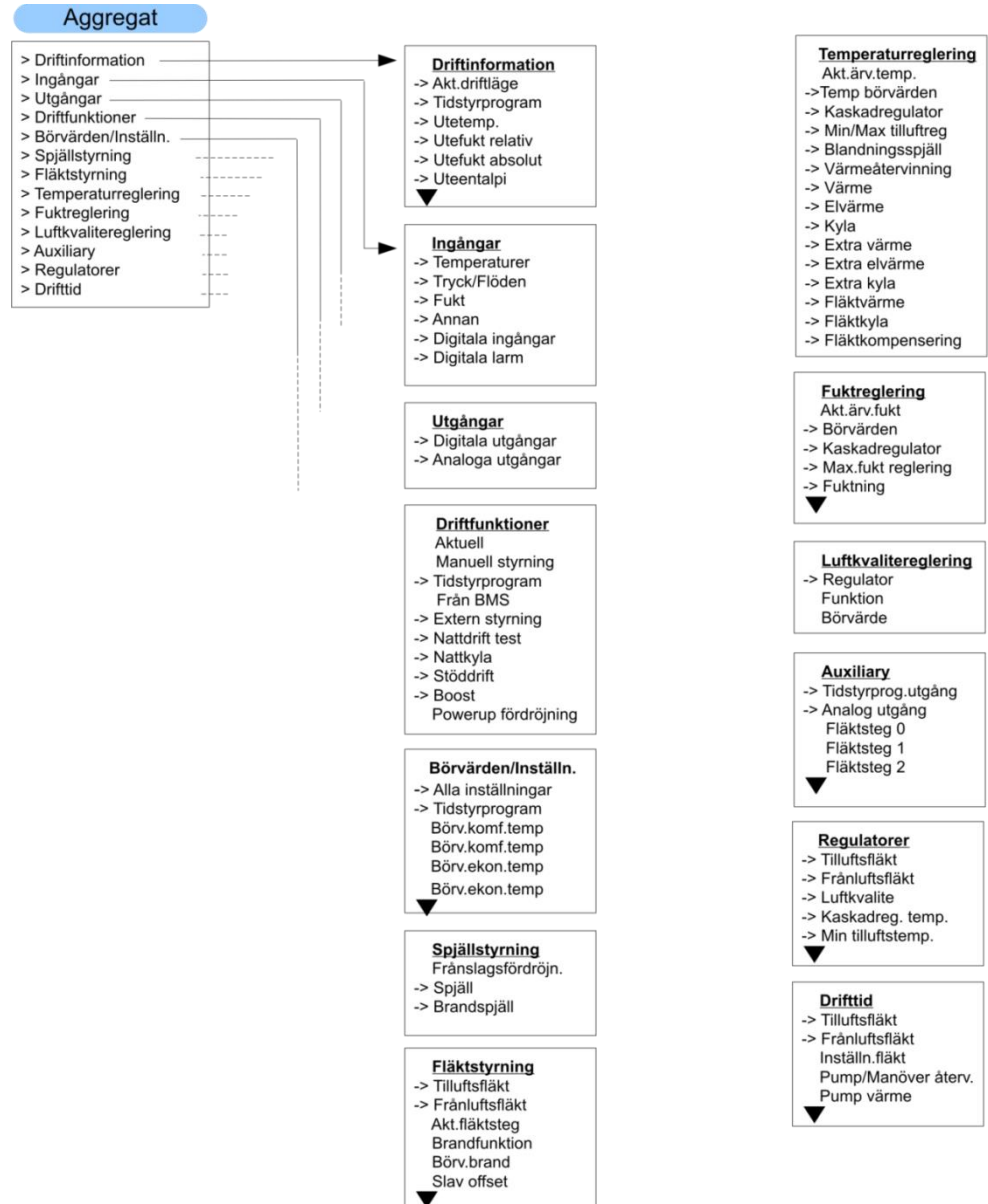 Aggregat
> Driftinformation
> Ingångar
> Utgångar
> Driftfunktioner
> Börvärden/Inställn.
> Spjällstyrning
> Fläktstyrning
> Temperaturreglering
> Fuktreglering
> Luftkvalitereglering
> Auxiliary
> Regulatorer
> Drifttid
Driftinformation
-> Akt.driftläge
-> Tidstyrprogram
-> Utetemp.
-> Utefukt relativ
-> Utefukt absolut
-> Uteentalpi
Ingångar
-> Temperaturer
-> Tryck/Flöden
-> Fukt
-> Annan
-> Digitala ingångar
-> Digitala larm
Utgångar
-> Digitala utgångar
-> Analoga utgångar
Driftfunktioner
Aktuell
Manuell styrning
-> Tidstyrprogram
Från BMS
-> Extern styrning
-> Nattdrift test
-> Nattkyla
-> Stöddrift
-> Boost
Powerup fördröjning
Börvärden/Inställn.
-> Alla inställningar
-> Tidstyrprogram
Börv.komf.temp
Börv.komf.temp
Börv.ekon.temp
Börv.ekon.temp
Spjällstyrning
Frånslagsfördröjn.
-> Spjäll
-> Brandspjäll
Fläktstyrning
-> Tilluftsfläkt
-> Frånluftsfläkt
Akt.fläktsteg
Brandfunktion
Börv.brand
Slav offset
Temperaturreglering
Akt.ärv.temp.
->Temp börvärden
-> Kaskadregulator
-> Min/Max tilluftreg
-> Blandningsspjäll
-> Värmeåtervinning
-> Värme
-> Elvärme
-> Kyla
-> Extra värme
-> Extra elvärme
-> Extra kyla
-> Fläktvärme
-> Fläktkyla
-> Fläktkompensering
Fuktreglering
Akt.ärv.fukt
-> Börvärden
-> Kaskadregulator
-> Max.fukt reglering
-> Fuktning
Luftkvalitereglering
-> Regulator
Funktion
Börvärde
Auxiliary
-> Tidstyrprog.utgång
-> Analog utgång
Fläktsteg 0
Fläktsteg 1
Fläktsteg 2
Regulatorer
-> Tilluftsfläkt
-> Frånluftsfläkt
-> Luftkvalite
-> Kaskadreg. temp.
-> Min tilluftstemp.
Drifttid
-> Tilluftsfläkt
-> Frånluftsfläkt
Inställn.fläkt
Pump/Manöver återv.
Pump värme